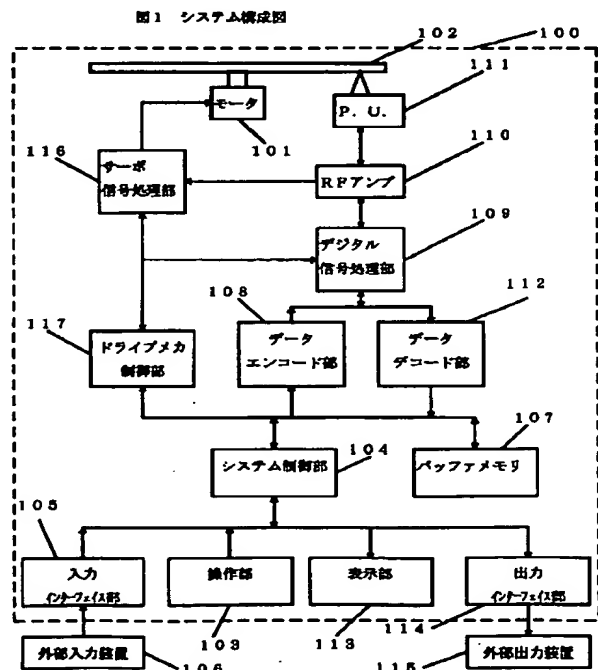 図1 システム構成図
102
100
111
モータ
P.U.
101
116
110
サーボ
信号処理部
RFアンプ
109
デジタル
信号処理部
108
112
117
ドライブメカ
制御部
データ
エンコード部
データ
デコード部
107
104
システム制御部
バッファメモリ
105
入力
インターフェイス部
操作部
表示部
出力
インターフェイス部
103
113
114
外部入力装置
106
115
外部出力装置